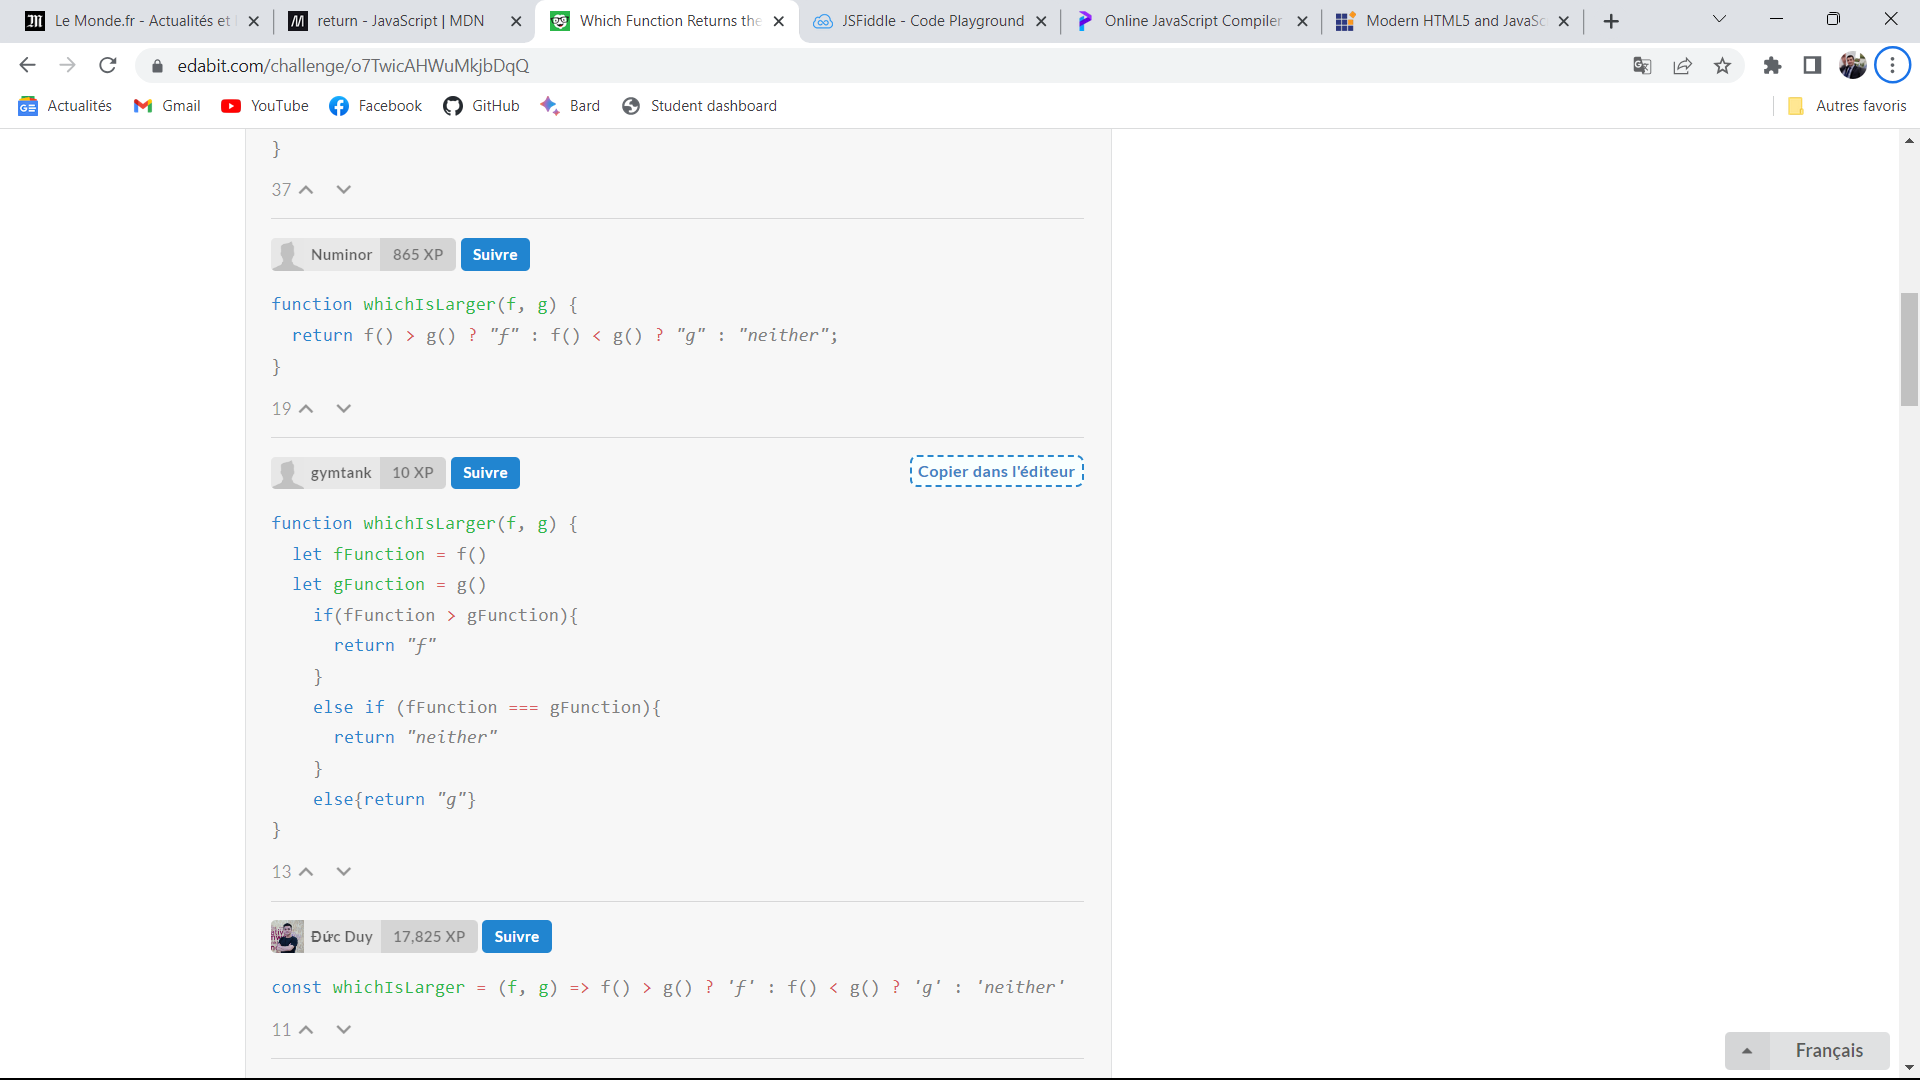 Le Monde.fr - Actualités et
return - JavaScript | MDN
Which Function Returns the
JSFiddle - Code Playground
Online JavaScript Compiler
Modern HTML5 and JavaSc
edabit.com/challenge/o7TwicAHWuMkjbDqQ
Actualités
Gmail
YouTube
Facebook
GitHub
Bard
Student dashboard
Autres favoris
}
37
Numinor 865 XP Suivre
function whichIsLarger(f, g) {
return f() > g() ? "f" : f() < g() ? "g" : "neither";
}
19
gymtank 10 XP Suivre
Copier dans l'éditeur
function whichIsLarger(f, g) {
let fFunction = f()
let gFunction = g()
if(fFunction > gFunction){
return "f"
}
else if (fFunction === gFunction){
return "neither"
}
else{return "g"}
}
13
Đức Duy 17,825 XP Suivre
const whichIsLarger = (f, g) => f() > g() ? 'f' : f() < g() ? 'g' : 'neither'
11
Français